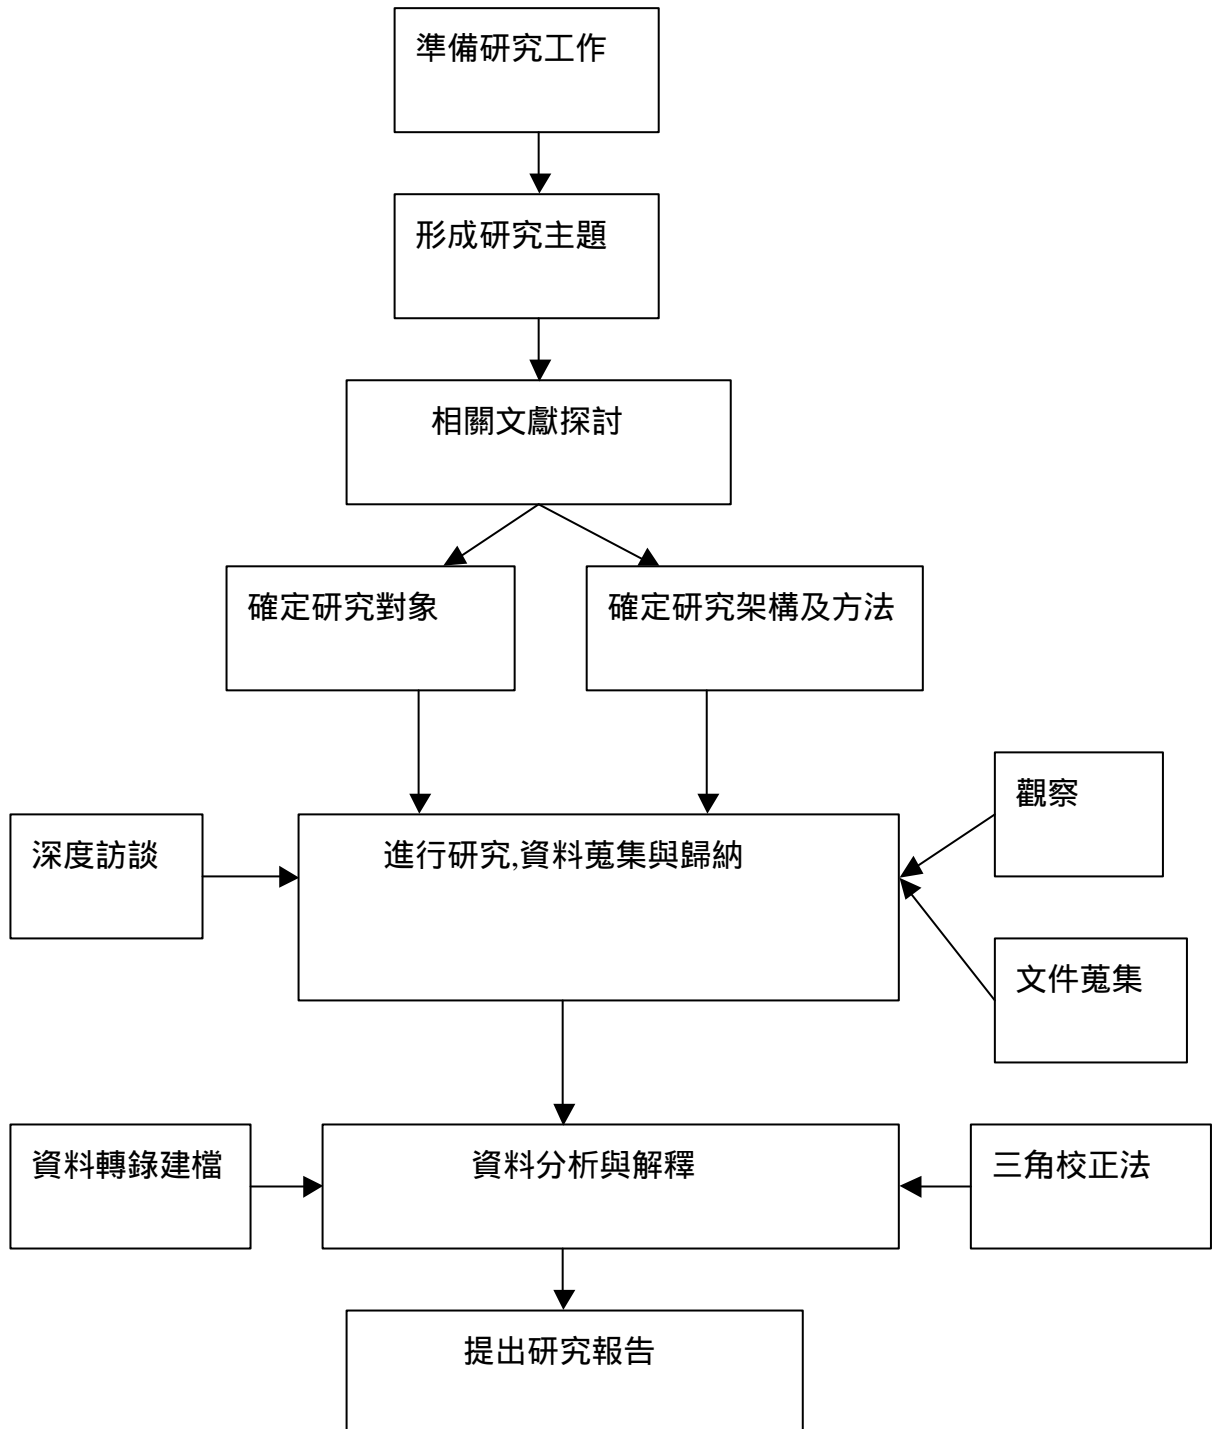 準備研究工作
形成研究主題
相關文獻探討
確定研究對象
確定研究架構及方法
觀察
深度訪談
進行研究,資料蒐集與歸納
文件蒐集
資料轉錄建檔
資料分析與解釋
三角校正法
提出研究報告